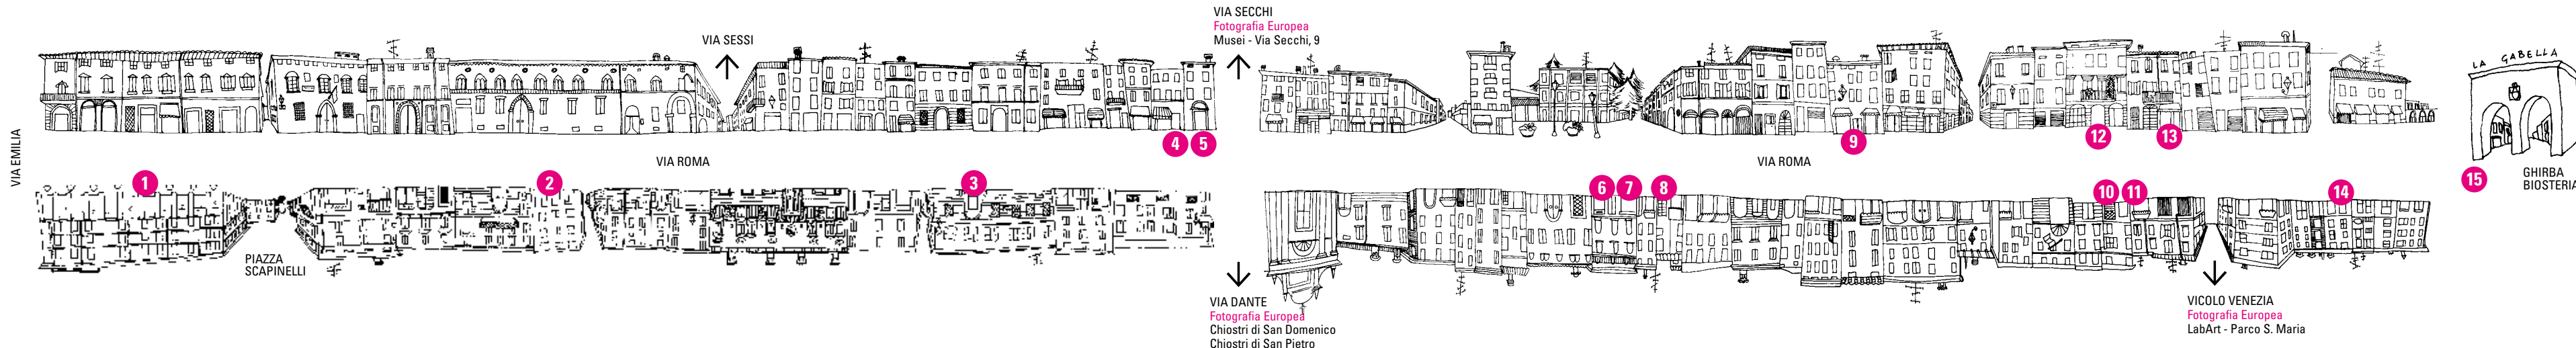 VIA SECCHI
Fotografia Europea
Musei - Via Secchi, 9
VIA SESSI
LA GABELLA
VIA EMILIA
4 5
9
12
13
VIA ROMA
VIA ROMA
1
2
3
6 7 8
10 11
14
15
GHIRBA
BIOSTERIA
PIAZZA
SCAPINELLI
VIA DANTE
Fotografia Europea
Chiostri di San Domenico
Chiostri di San Pietro
VICOLO VENEZIA
Fotografia Europea
LabArt - Parco S. Maria